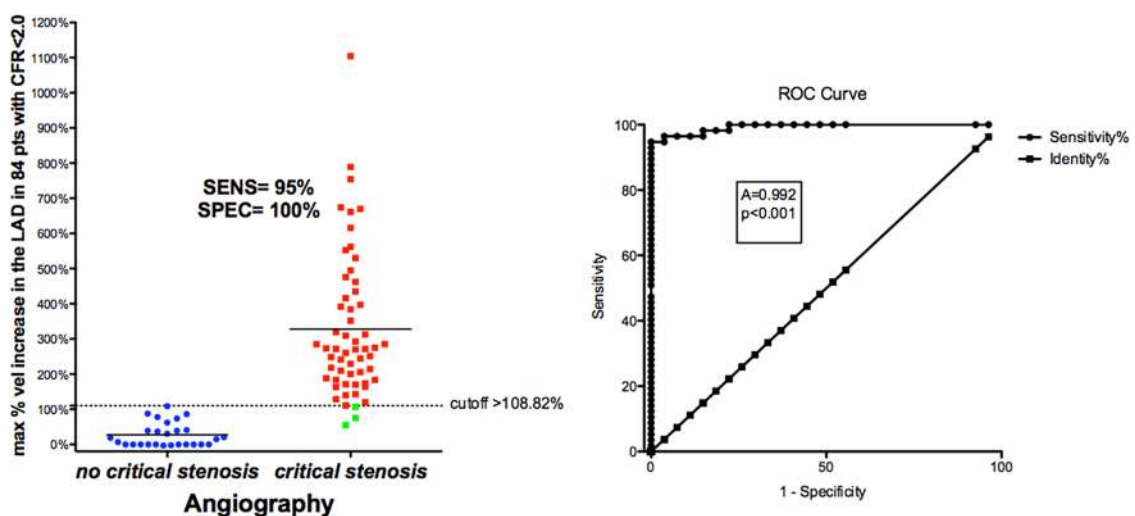 max % vel increase in the LAD in 84 pts with CFR<2.0
1200%
1100%
1000%
900%
800%
700%
600%
500%
400%
300%
200%
100%
0%
SENS= 95%
SPEC= 100%
cutoff >108.82%
no critical stenosis
critical stenosis
Angiography
ROC Curve
Sensitivity
100
80
60
40
20
0
A=0.992
p<0.001
Sensitivity%
Identity%
0
50
100
1 - Specificity